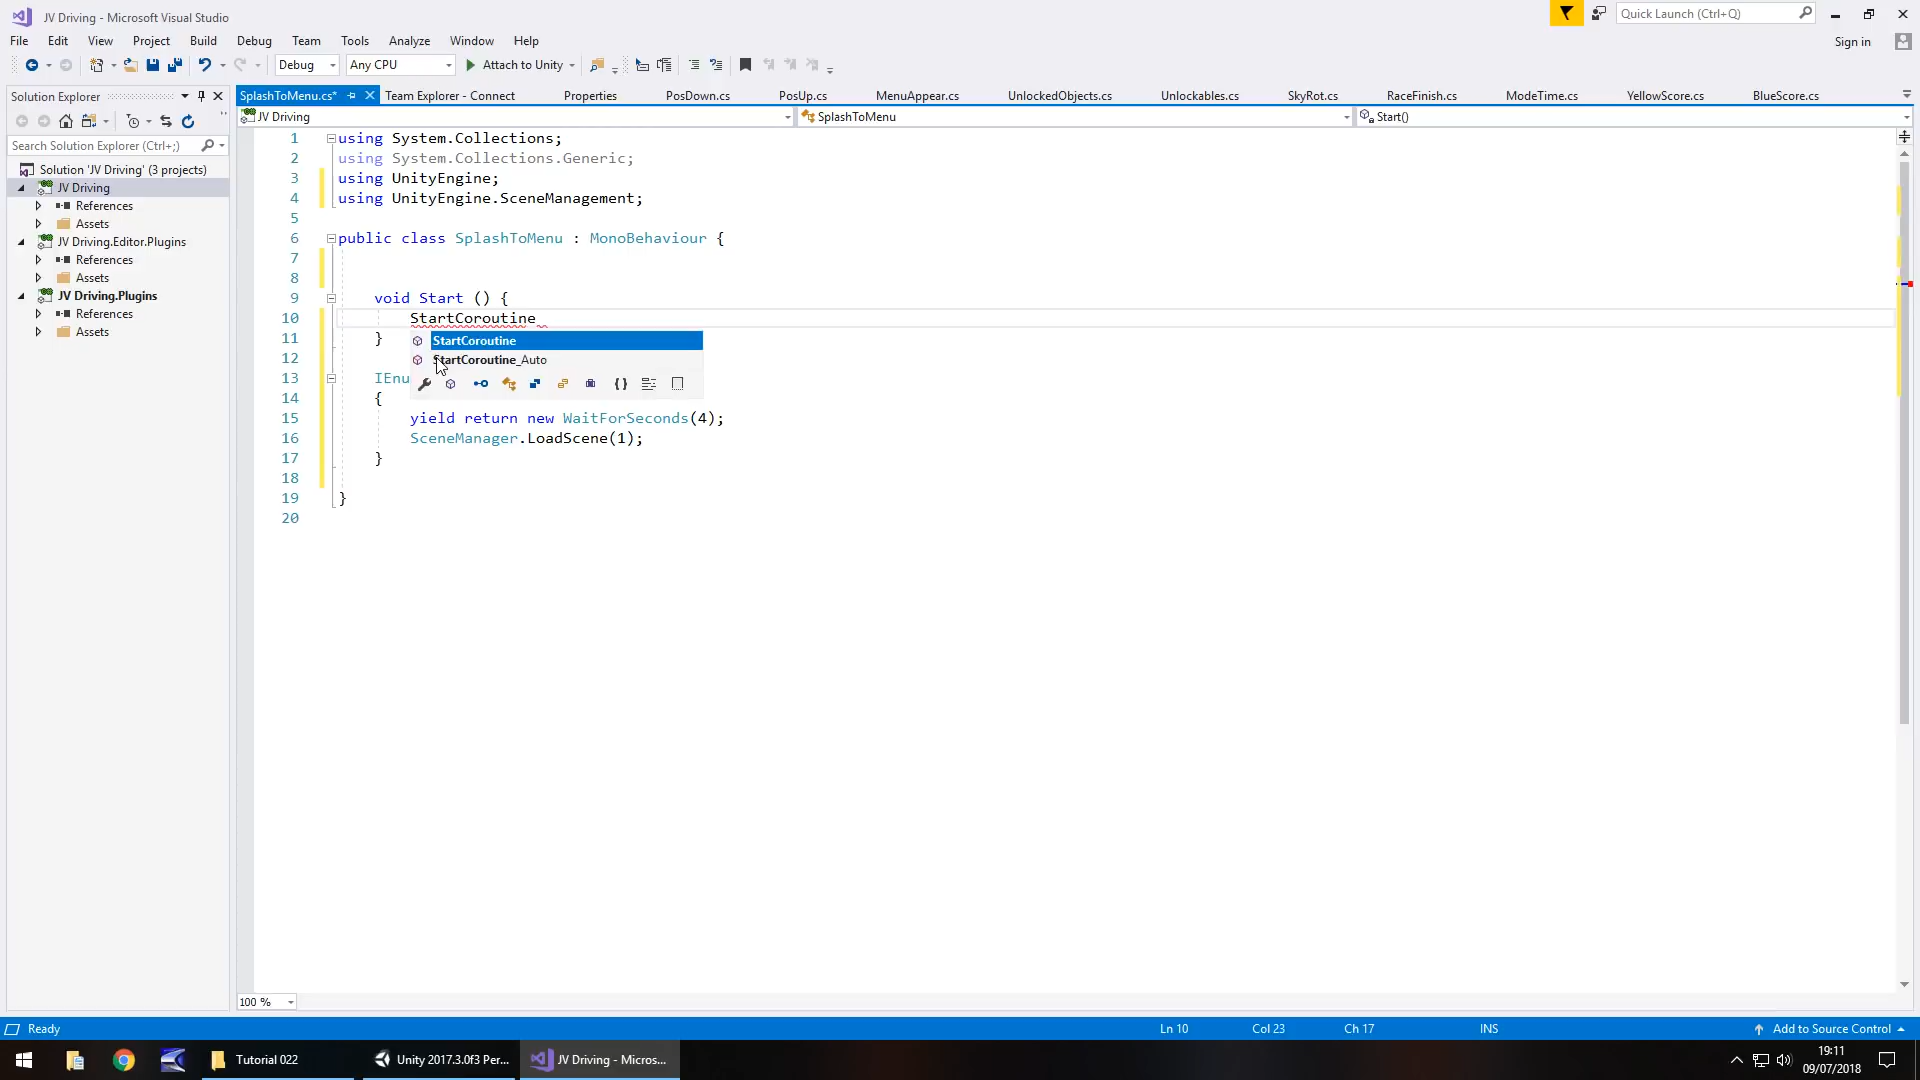 JV Driving - Microsoft Visual Studio
Quick Launch (Ctrl+Q)
File Edit View Project Build Debug Team Tools Analyze Window Help
Sign in
Debug Any CPU Attach to Unity
Solution Explorer
SplashToMenu.cs* Team Explorer - Connect Properties PosDown.cs PosUp.cs MenuAppear.cs UnlockedObjects.cs Unlockables.cs SkyRot.cs RaceFinish.cs ModeTime.cs YellowScore.cs BlueScore.cs
JV Driving SplashToMenu Start()
Search Solution Explorer (Ctrl+;)
Solution 'JV Driving' (3 projects)
JV Driving
References
Assets
JV Driving.Editor.Plugins
References
Assets
JV Driving.Plugins
References
Assets
1 using System.Collections;
2 using System.Collections.Generic;
3 using UnityEngine;
4 using UnityEngine.SceneManagement;
5
6 public class SplashToMenu : MonoBehaviour {
7
8
9 void Start () {
10 StartCoroutine
11 }
StartCoroutine
12
StartCoroutine_Auto
13 IEnu
14 {
15 yield return new WaitForSeconds(4);
16 SceneManager.LoadScene(1);
17 }
18
19 }
20
100 %
Ready Ln 10 Col 23 Ch 17 INS Add to Source Control
Tutorial 022 Unity 2017.3.0f3 Per... JV Driving - Micros...
19:11
09/07/2018